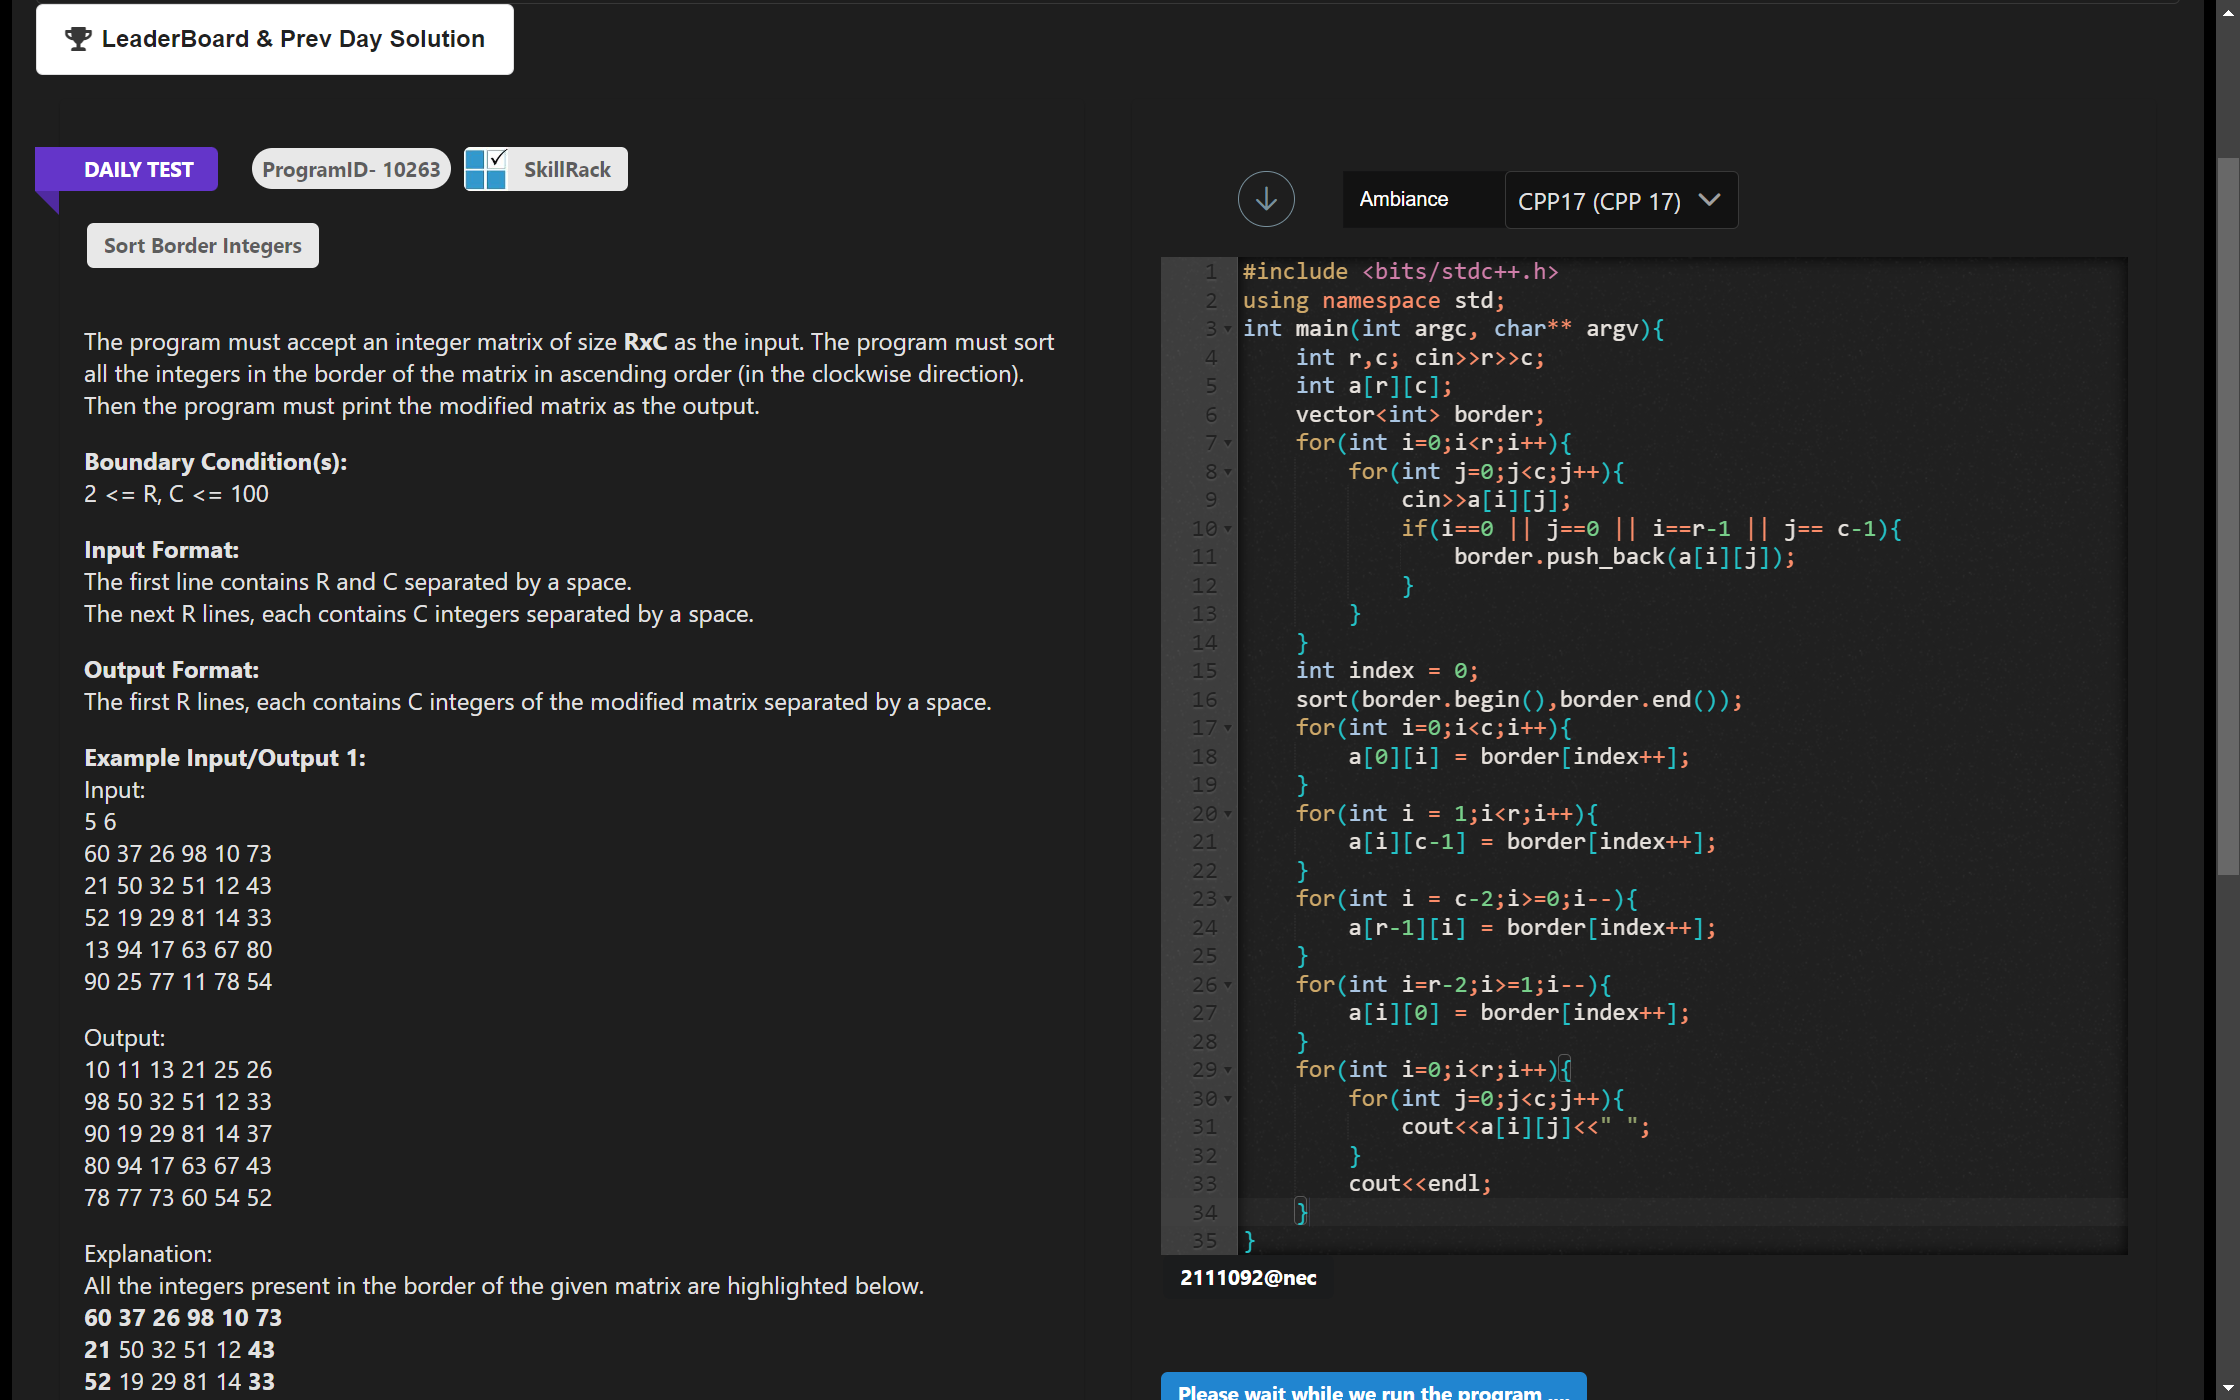 LeaderBoard & Prev Day Solution
DAILY TEST
ProgramID- 10263
SkillRack
Sort Border Integers
The program must accept an integer matrix of size RxC as the input. The program must sort
all the integers in the border of the matrix in ascending order (in the clockwise direction).
Then the program must print the modified matrix as the output.
Boundary Condition(s):
2 <= R, C <= 100
Input Format:
The first line contains R and C separated by a space.
The next R lines, each contains C integers separated by a space.
Output Format:
The first R lines, each contains C integers of the modified matrix separated by a space.
Example Input/Output 1:
Input:
5 6
60 37 26 98 10 73
21 50 32 51 12 43
52 19 29 81 14 33
13 94 17 63 67 80
90 25 77 11 78 54
Output:
10 11 13 21 25 26
98 50 32 51 12 33
90 19 29 81 14 37
80 94 17 63 67 43
78 77 73 60 54 52
Explanation:
All the integers present in the border of the given matrix are highlighted below.
60 37 26 98 10 73
21 50 32 51 12 43
52 19 29 81 14 33
Ambiance
CPP17 (CPP 17)
1 #include <bits/stdc++.h>
2 using namespace std;
3 int main(int argc, char** argv){
4     int r,c; cin>>r>>c;
5     int a[r][c];
6     vector<int> border;
7     for(int i=0;i<r;i++){
8         for(int j=0;j<c;j++){
9             cin>>a[i][j];
10             if(i==0 || j==0 || i==r-1 || j== c-1){
11                 border.push_back(a[i][j]);
12             }
13         }
14     }
15     int index = 0;
16     sort(border.begin(),border.end());
17     for(int i=0;i<c;i++){
18         a[0][i] = border[index++];
19     }
20     for(int i = 1;i<r;i++){
21         a[i][c-1] = border[index++];
22     }
23     for(int i = c-2;i>=0;i--){
24         a[r-1][i] = border[index++];
25     }
26     for(int i=r-2;i>=1;i--){
27         a[i][0] = border[index++];
28     }
29     for(int i=0;i<r;i++){
30         for(int j=0;j<c;j++){
31             cout<<a[i][j]<<" ";
32         }
33         cout<<endl;
34     }
35 }
2111092@nec
Please wait while we run the program ....